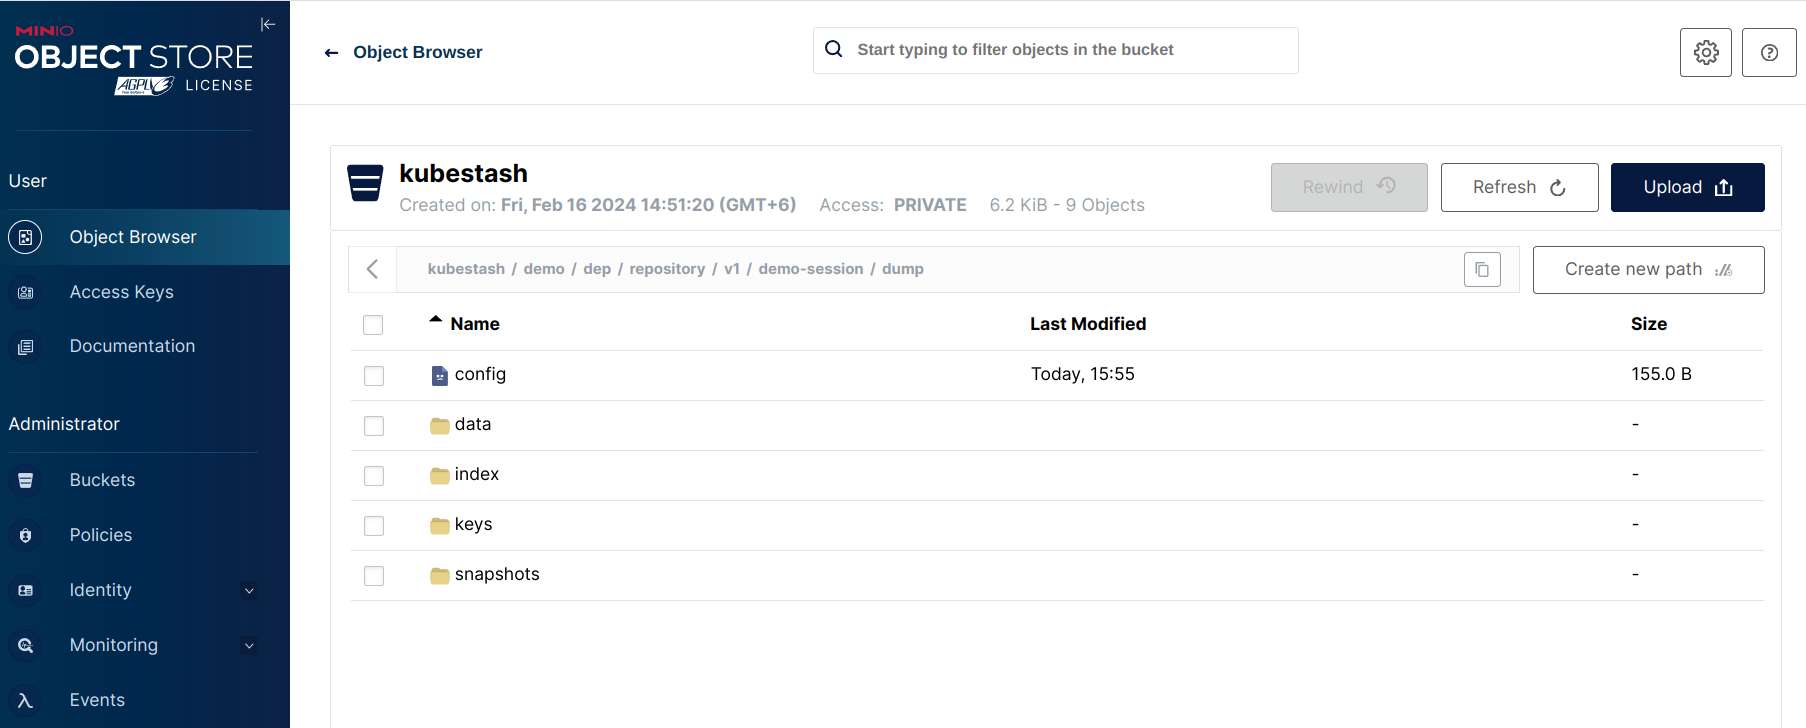 MINIO
OBJECT STORE
AGPL v3 LICENSE
User
Object Browser
Access Keys
Documentation
Administrator
Buckets
Policies
Identity
Monitoring
Events
Object Browser
Start typing to filter objects in the bucket
kubestash
Created on: Fri, Feb 16 2024 14:51:20 (GMT+6) Access: PRIVATE 6.2 KiB - 9 Objects
Rewind
Refresh
Upload
kubestash / demo / dep / repository / v1 / demo-session / dump
Create new path
Name Last Modified Size
config Today, 15:55 155.0 B
data -
index -
keys -
snapshots -